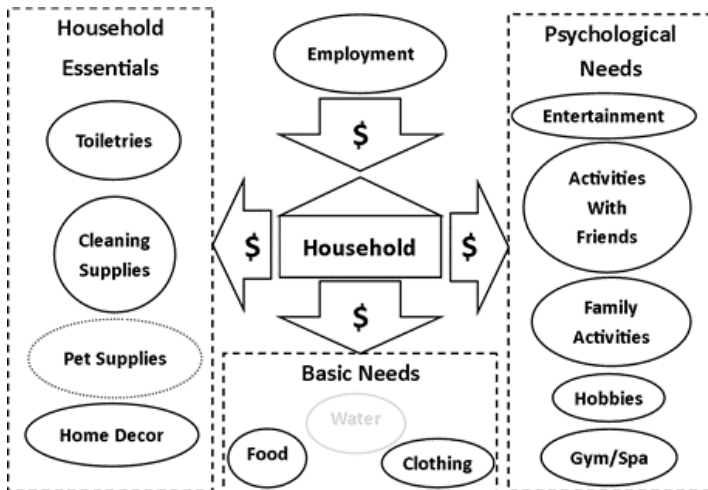 Household
Essentials
Toiletries
Cleaning
Supplies
Pet Supplies
Home Decor
Employment
$
$
Household
$
$
Basic Needs
Water
Food
Clothing
Psychological
Needs
Entertainment
Activities
With
Friends
Family
Activities
Hobbies
Gym/Spa